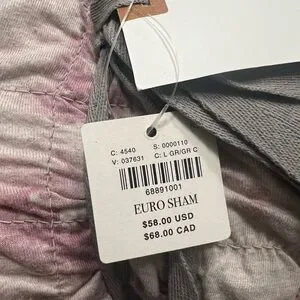 C: 4540 S: 0000110
V: 037631 C: L GR/GR C
68891001
EURO SHAM
$58.00 USD
$68.00 CAD